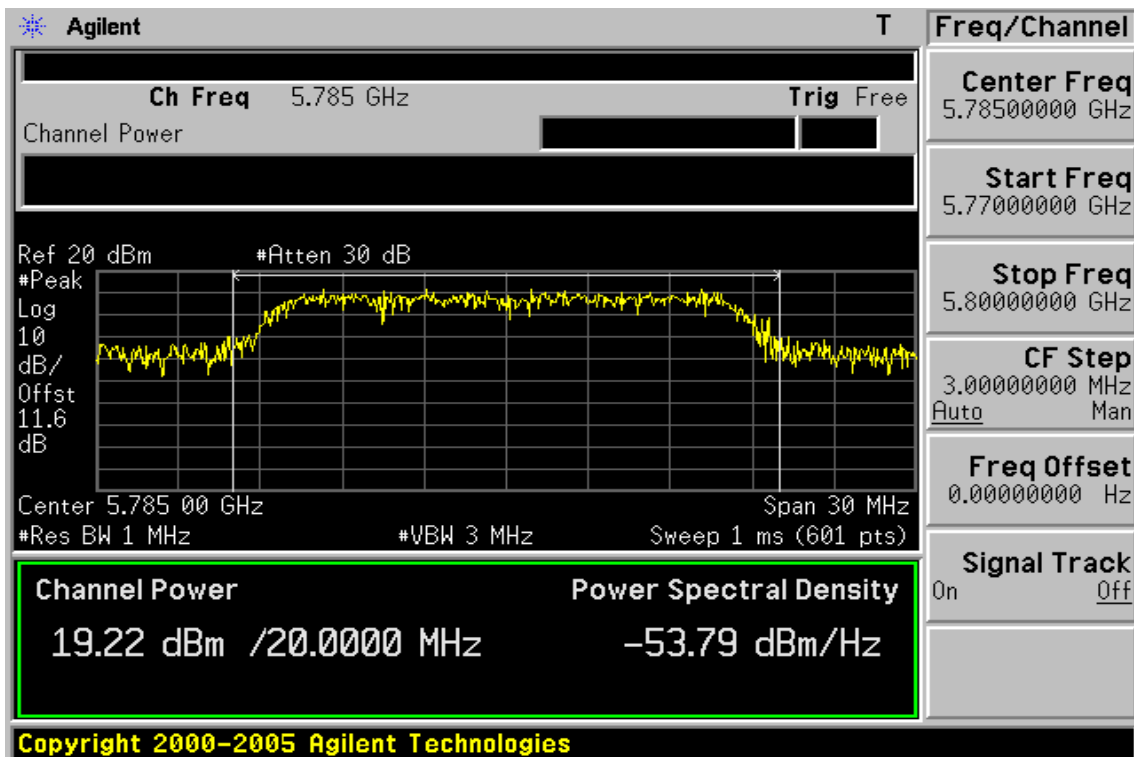 Agilent T
Ch Freq 5.785 GHz Trig Free
Channel Power
Ref 20 dBm #Atten 30 dB
#Peak
Log
10
dB/
Offst
11.6
dB
Center 5.785 00 GHz Span 30 MHz
#Res BW 1 MHz #VBW 3 MHz Sweep 1 ms (601 pts)
Channel Power Power Spectral Density
19.22 dBm /20.0000 MHz -53.79 dBm/Hz
Copyright 2000-2005 Agilent Technologies
Freq/Channel
Center Freq
5.78500000 GHz
Start Freq
5.77000000 GHz
Stop Freq
5.80000000 GHz
CF Step
3.00000000 MHz
Auto Man
Freq Offset
0.00000000 Hz
Signal Track
On Off